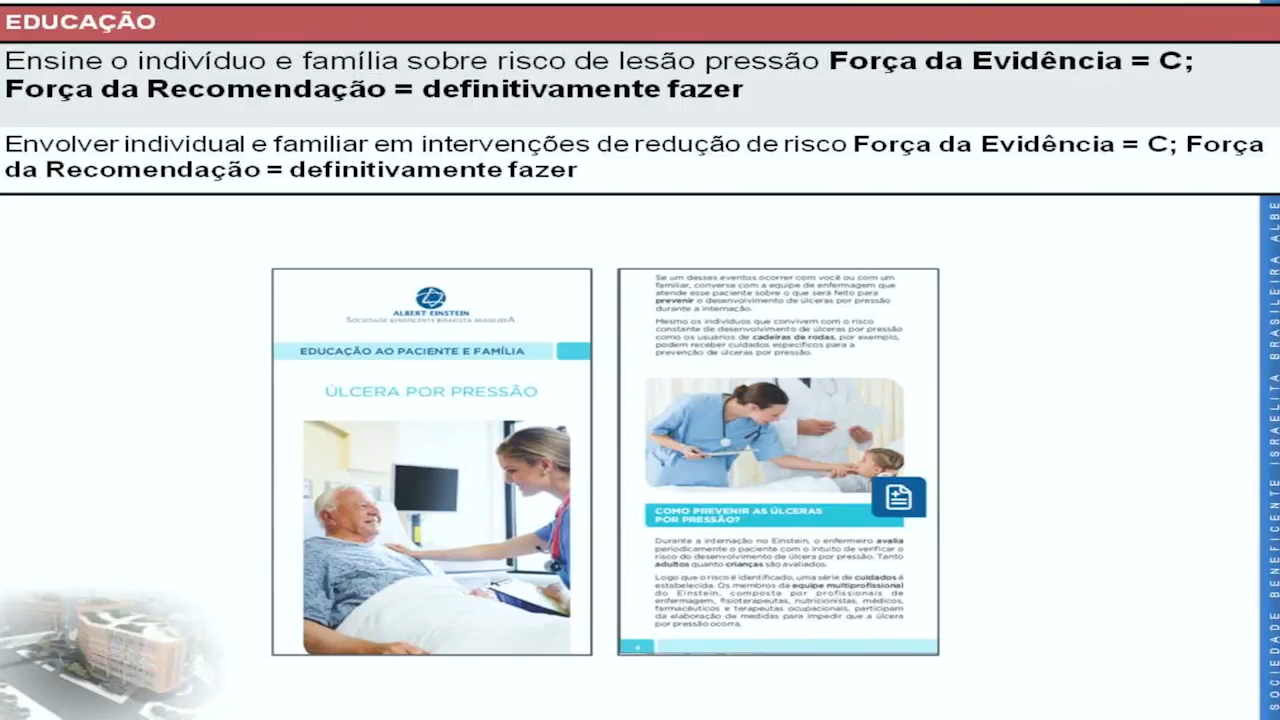 EDUCAÇÃO
Ensine o indivíduo e família sobre risco de lesão pressão Força da Evidência = C;
Força da Recomendação = definitivamente fazer
Envolver individual e familiar em intervenções de redução de risco Força da Evidência = C; Força
da Recomendação = definitivamente fazer
ALBERT EINSTEIN
SOCIEDADE BENEFICENTE ISRAELITA BRASILEIRA
EDUCAÇÃO AO PACIENTE E FAMÍLIA
ÚLCERA POR PRESSÃO
Se um desses eventos ocorrer com você ou com um
familiar, converse com a equipe de enfermagem que
atende esse paciente sobre o que será feito para
prevenir o desenvolvimento de úlceras por pressão
durante a internação.
Mesmo os indivíduos que convivem com o risco
constante de desenvolvimento de úlceras por pressão
como os usuários de cadeiras de rodas, por exemplo,
podem receber cuidados específicos para a
prevenção de úlceras por pressão.
COMO PREVENIR AS ÚLCERAS
POR PRESSÃO?
Durante a internação no Einstein, o enfermeiro avalia
periodicamente o paciente com o intuito de verificar o
risco do desenvolvimento de úlcera por pressão. Tanto
adultos quanto crianças são avaliados.
Logo que o risco é identificado, uma série de cuidados é
estabelecida. Os membros da equipe multiprofissional
do Einstein, composta por profissionais de
enfermagem, fisioterapeutas, nutricionistas, médicos,
farmacêuticos e terapeutas ocupacionais, participam
da elaboração de medidas para impedir que a úlcera
por pressão ocorra.
4
SOCIEDADE BENEFICENTE ISRAELITA BRASILEIRA ALBE